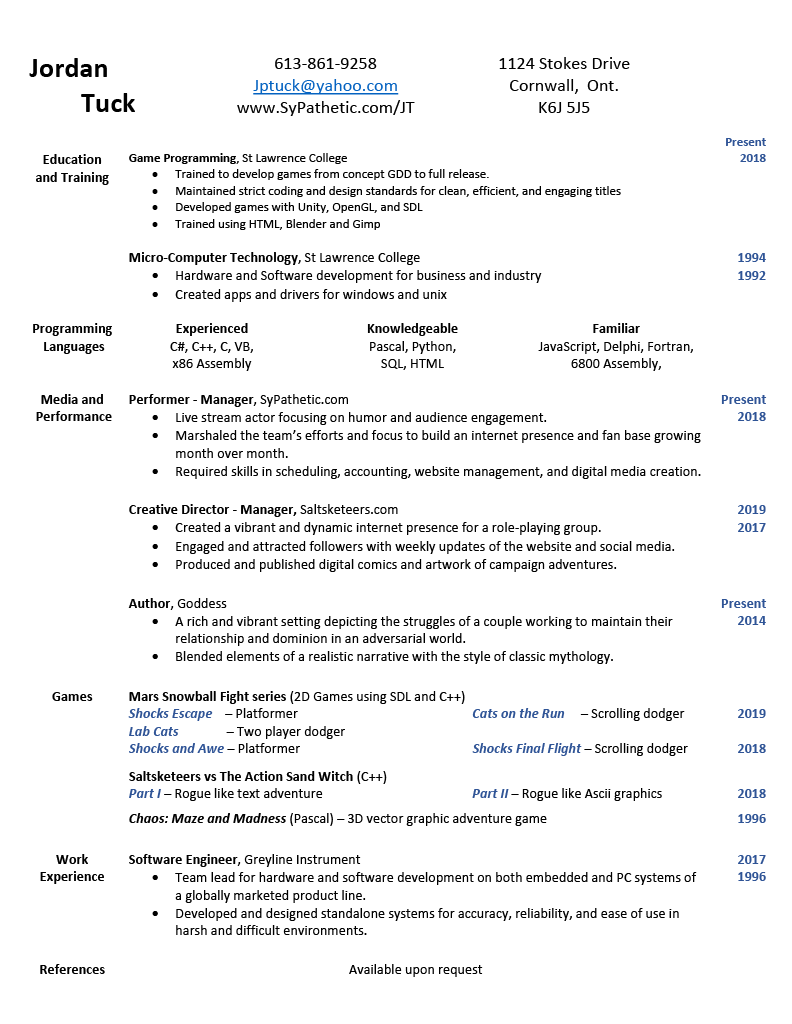 Jordan
Tuck
613-861-9258
Jptuck@yahoo.com
www.SyPathetic.com/JT
1124 Stokes Drive
Cornwall, Ont.
K6J 5J5
Education
and Training
Present
Game Programming, St Lawrence College 2018
• Trained to develop games from concept GDD to full release.
• Maintained strict coding and design standards for clean, efficient, and engaging titles
• Developed games with Unity, OpenGL, and SDL
• Trained using HTML, Blender and Gimp
Micro-Computer Technology, St Lawrence College 1994
• Hardware and Software development for business and industry 1992
• Created apps and drivers for windows and unix
Programming
Languages
Experienced
C#, C++, C, VB,
x86 Assembly
Knowledgeable
Pascal, Python,
SQL, HTML
Familiar
JavaScript, Delphi, Fortran,
6800 Assembly,
Media and
Performance
Performer - Manager, SyPathetic.com Present
• Live stream actor focusing on humor and audience engagement. 2018
• Marshaled the team’s efforts and focus to build an internet presence and fan base growing
month over month.
• Required skills in scheduling, accounting, website management, and digital media creation.
Creative Director - Manager, Saltsketeers.com 2019
• Created a vibrant and dynamic internet presence for a role-playing group. 2017
• Engaged and attracted followers with weekly updates of the website and social media.
• Produced and published digital comics and artwork of campaign adventures.
Author, Goddess Present
• A rich and vibrant setting depicting the struggles of a couple working to maintain their 2014
relationship and dominion in an adversarial world.
• Blended elements of a realistic narrative with the style of classic mythology.
Games
Mars Snowball Fight series (2D Games using SDL and C++)
Shocks Escape – Platformer Cats on the Run – Scrolling dodger 2019
Lab Cats – Two player dodger
Shocks and Awe – Platformer Shocks Final Flight – Scrolling dodger 2018
Saltsketeers vs The Action Sand Witch (C++)
Part I – Rogue like text adventure Part II – Rogue like Ascii graphics 2018
Chaos: Maze and Madness (Pascal) – 3D vector graphic adventure game 1996
Work
Experience
Software Engineer, Greyline Instrument 2017
• Team lead for hardware and software development on both embedded and PC systems of 1996
a globally marketed product line.
• Developed and designed standalone systems for accuracy, reliability, and ease of use in
harsh and difficult environments.
References Available upon request